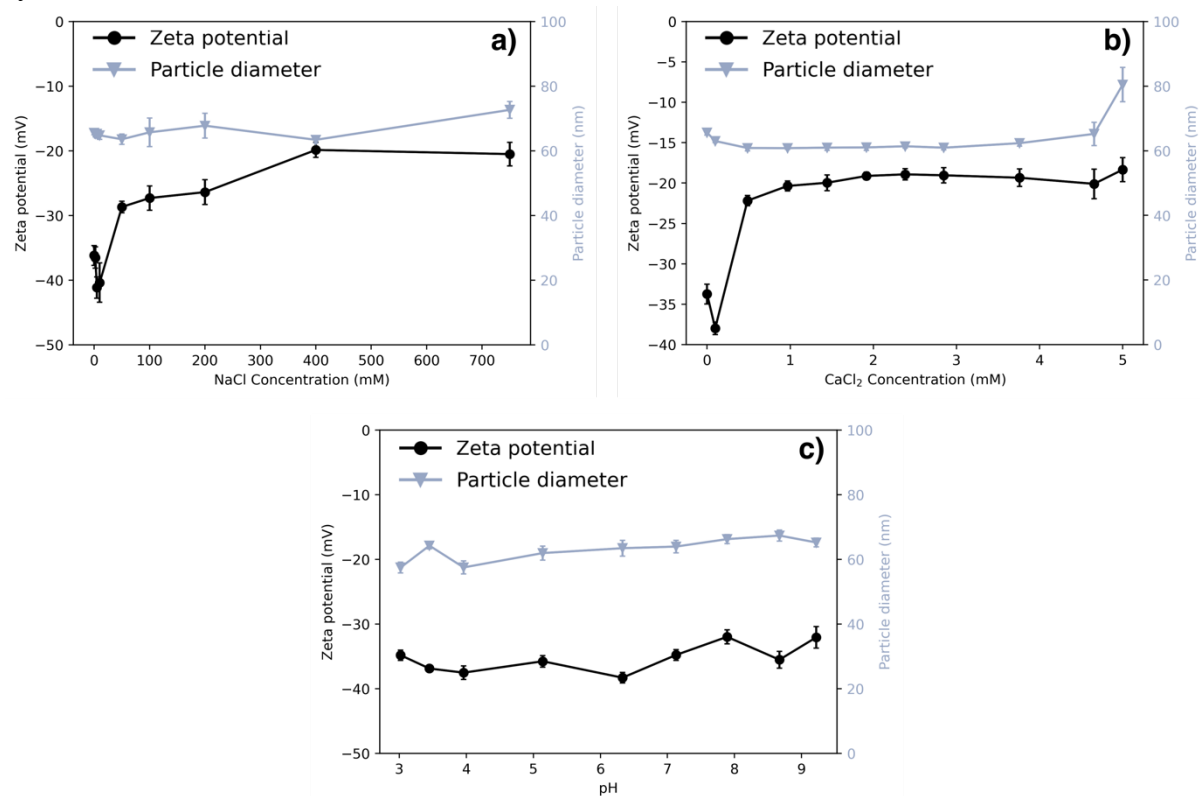 a)
Zeta potential
Particle diameter
0
−10
−20
−30
−40
−50
Zeta potential (mV)
100
80
60
40
20
0
Particle diameter (nm)
0 100 200 300 400 500 600 700
NaCl Concentration (mM)
b)
Zeta potential
Particle diameter
0
−5
−10
−15
−20
−25
−30
−35
−40
Zeta potential (mV)
100
80
60
40
20
0
Particle diameter (nm)
0 1 2 3 4 5
CaCl₂ Concentration (mM)
c)
Zeta potential
Particle diameter
0
−10
−20
−30
−40
−50
Zeta potential (mV)
100
80
60
40
20
0
Particle diameter (nm)
3 4 5 6 7 8 9
pH